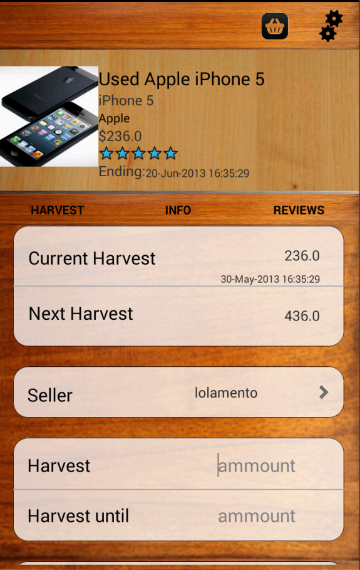 Used Apple iPhone 5
iPhone 5
Apple
$236.0
Ending:20-Jun-2013 16:35:29
HARVEST INFO REVIEWS
Current Harvest 236.0
30-May-2013 16:35:29
Next Harvest 436.0
Seller lolamento
Harvest ammount
Harvest until ammount